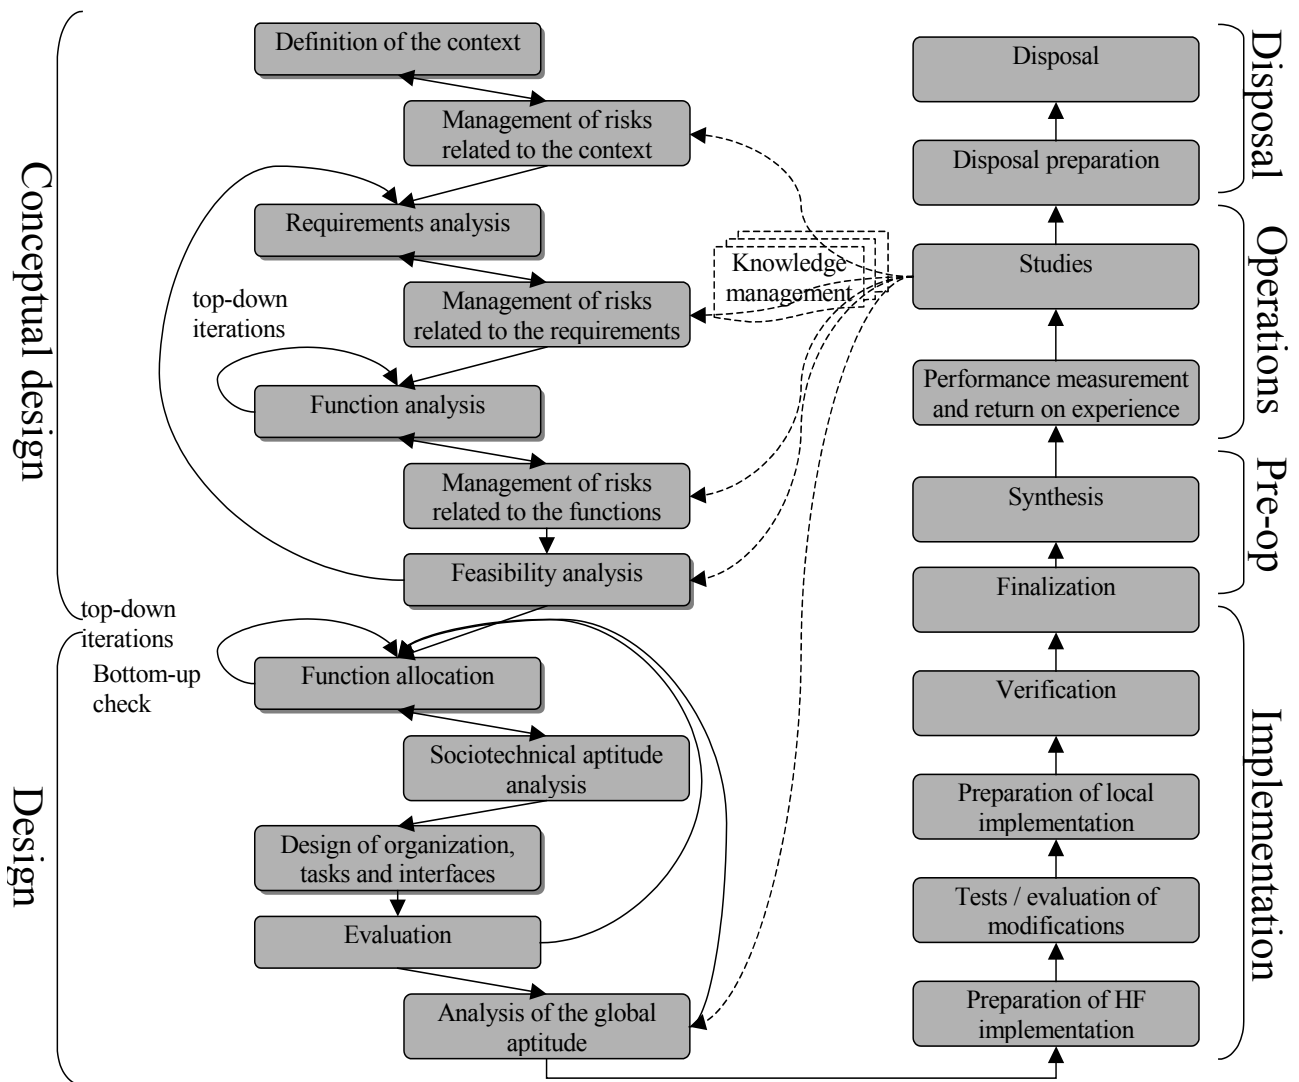 Conceptual design
Definition of the context
Management of risks
related to the context
Requirements analysis
Management of risks
related to the requirements
top-down
iterations
Function analysis
Management of risks
related to the functions
Feasibility analysis
Design
top-down
iterations
Bottom-up
check
Function allocation
Sociotechnical aptitude
analysis
Design of organization,
tasks and interfaces
Evaluation
Analysis of the global
aptitude
Knowledge
management
Disposal
Disposal
Disposal preparation
Operations
Studies
Performance measurement
and return on experience
Pre-op
Synthesis
Finalization
Implementation
Verification
Preparation of local
implementation
Tests / evaluation of
modifications
Preparation of HF
implementation